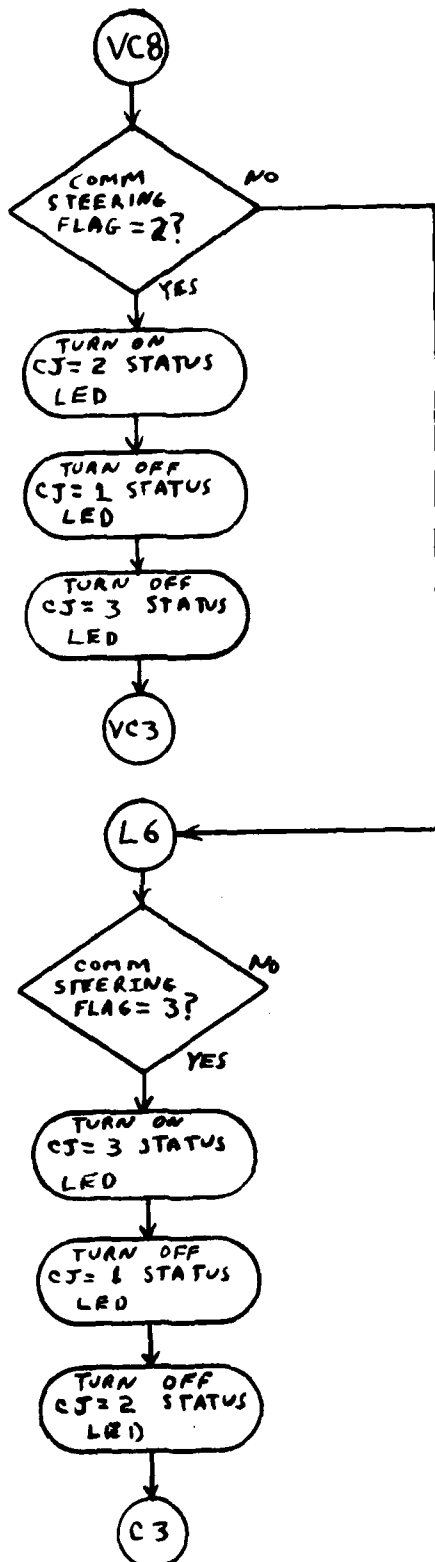 VC8
COMM
STEERING
FLAG = 2?
NO
YES
TURN ON
CJ = 2 STATUS
LED
TURN OFF
CJ = 1 STATUS
LED
TURN OFF
CJ = 3 STATUS
LED
VC3
L6
COMM
STEERING
FLAG = 3?
NO
YES
TURN ON
CJ = 3 STATUS
LED
TURN OFF
CJ = 1 STATUS
LED
TURN OFF
CJ = 2 STATUS
LED
C3